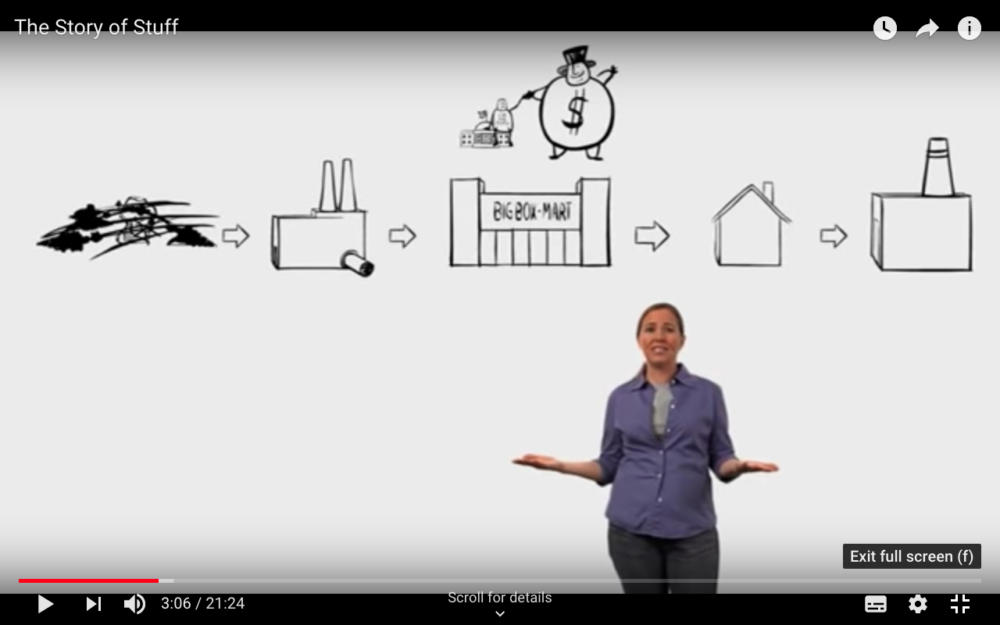 The Story of Stuff
$
BIG BOX-MART
Exit full screen (f)
3:06 / 21:24
Scroll for details